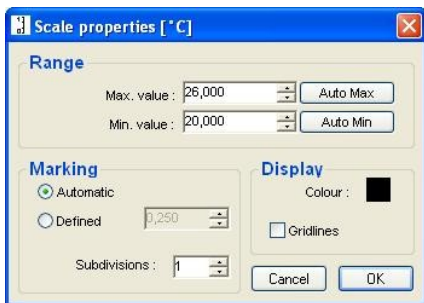 Scale properties [°C]
Range
Max. value : 26,000 Auto Max
Min. value : 20,000 Auto Min
Marking
Automatic
Defined 0,250
Subdivisions : 1
Display
Colour :
Gridlines
Cancel OK